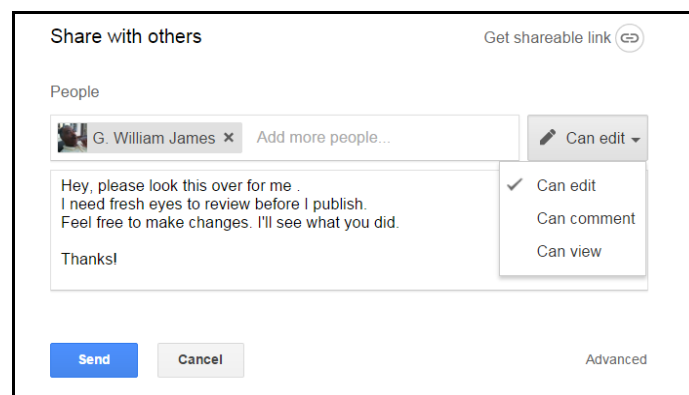 Share with others
Get shareable link
People
G. William James ×
Add more people...
Can edit
Hey, please look this over for me .
I need fresh eyes to review before I publish.
Feel free to make changes. I'll see what you did.
Thanks!
Can edit
Can comment
Can view
Send
Cancel
Advanced